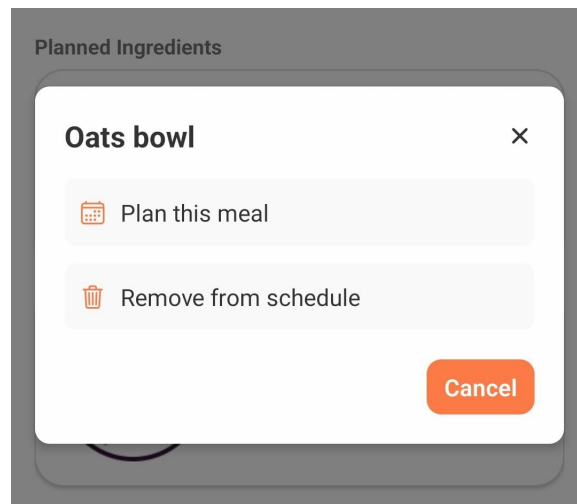 Planned Ingredients
Oats bowl
Plan this meal
Remove from schedule
Cancel